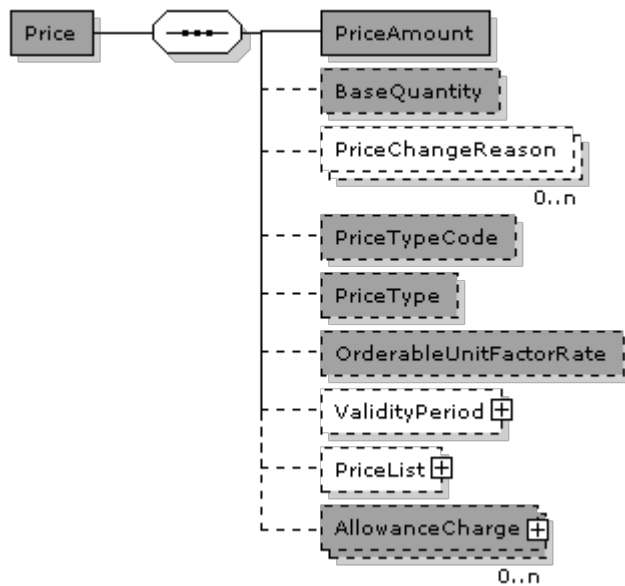 Price
PriceAmount
BaseQuantity
PriceChangeReason
0..n
PriceTypeCode
PriceType
OrderableUnitFactorRate
ValidityPeriod
PriceList
AllowanceCharge
0..n